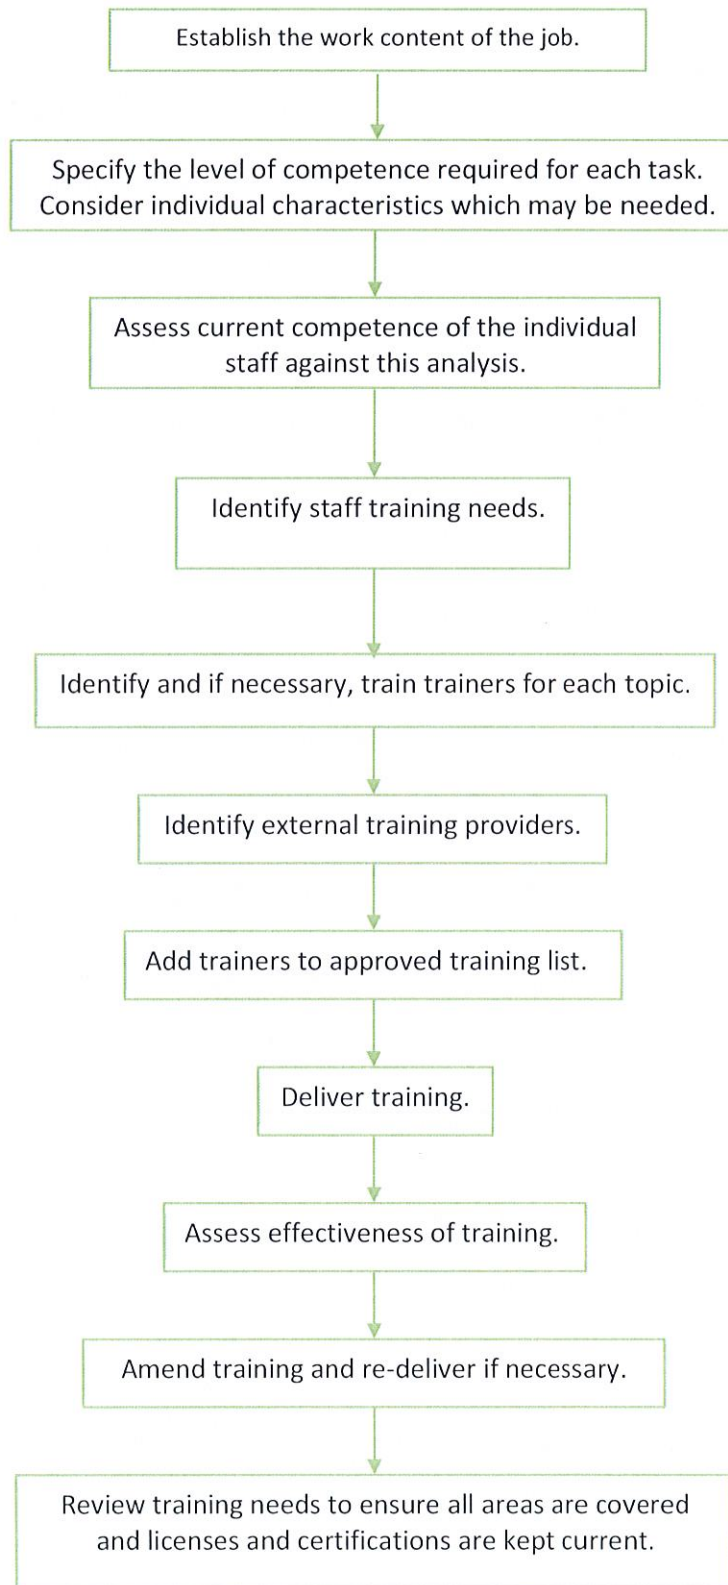 Establish the work content of the job.
Specify the level of competence required for each task.
Consider individual characteristics which may be needed.
Assess current competence of the individual
staff against this analysis.
Identify staff training needs.
Identify and if necessary, train trainers for each topic.
Identify external training providers.
Add trainers to approved training list.
Deliver training.
Assess effectiveness of training.
Amend training and re-deliver if necessary.
Review training needs to ensure all areas are covered
and licenses and certifications are kept current.